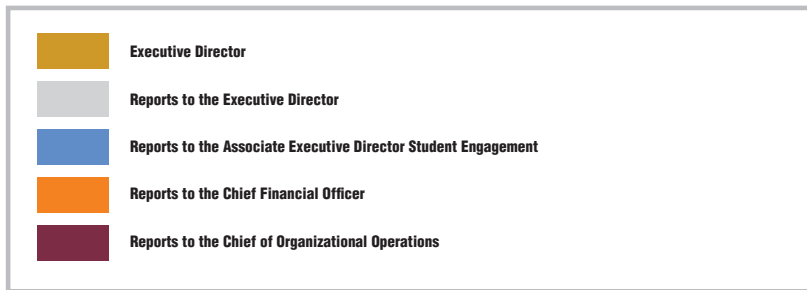 Executive Director
Reports to the Executive Director
Reports to the Associate Executive Director Student Engagement
Reports to the Chief Financial Officer
Reports to the Chief of Organizational Operations